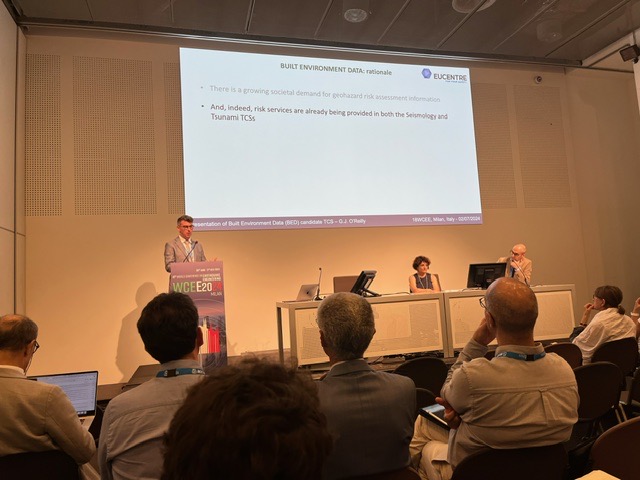 BUILT ENVIRONMENT DATA: rationale
EUCENTRE
• There is a growing societal demand for geohazard risk assessment information
• And, indeed, risk services are already being provided in both the Seismology and
Tsunami TCSs
esentation of Built Environment Data (BED) candidate TCS – G.J. O'Reilly
18WCEE, Milan, Italy - 02/07/2024
WCEE20
MILAN